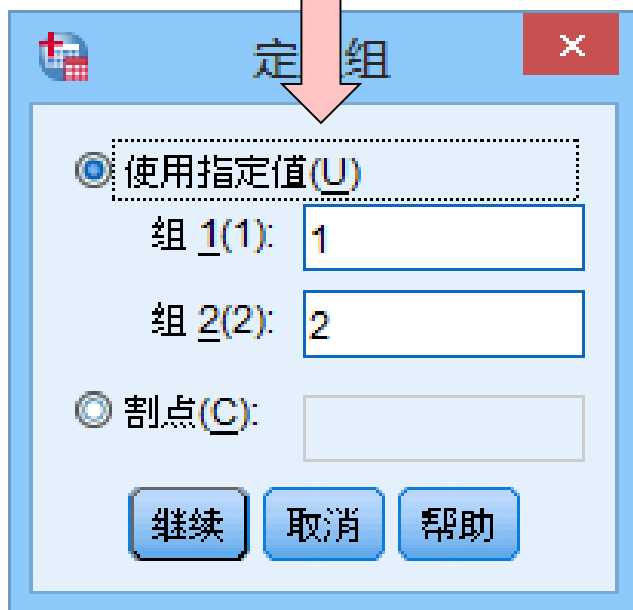 定 组
使用指定值(U)
组 1(1): 1
组 2(2): 2
割点(C):
继续 取消 帮助